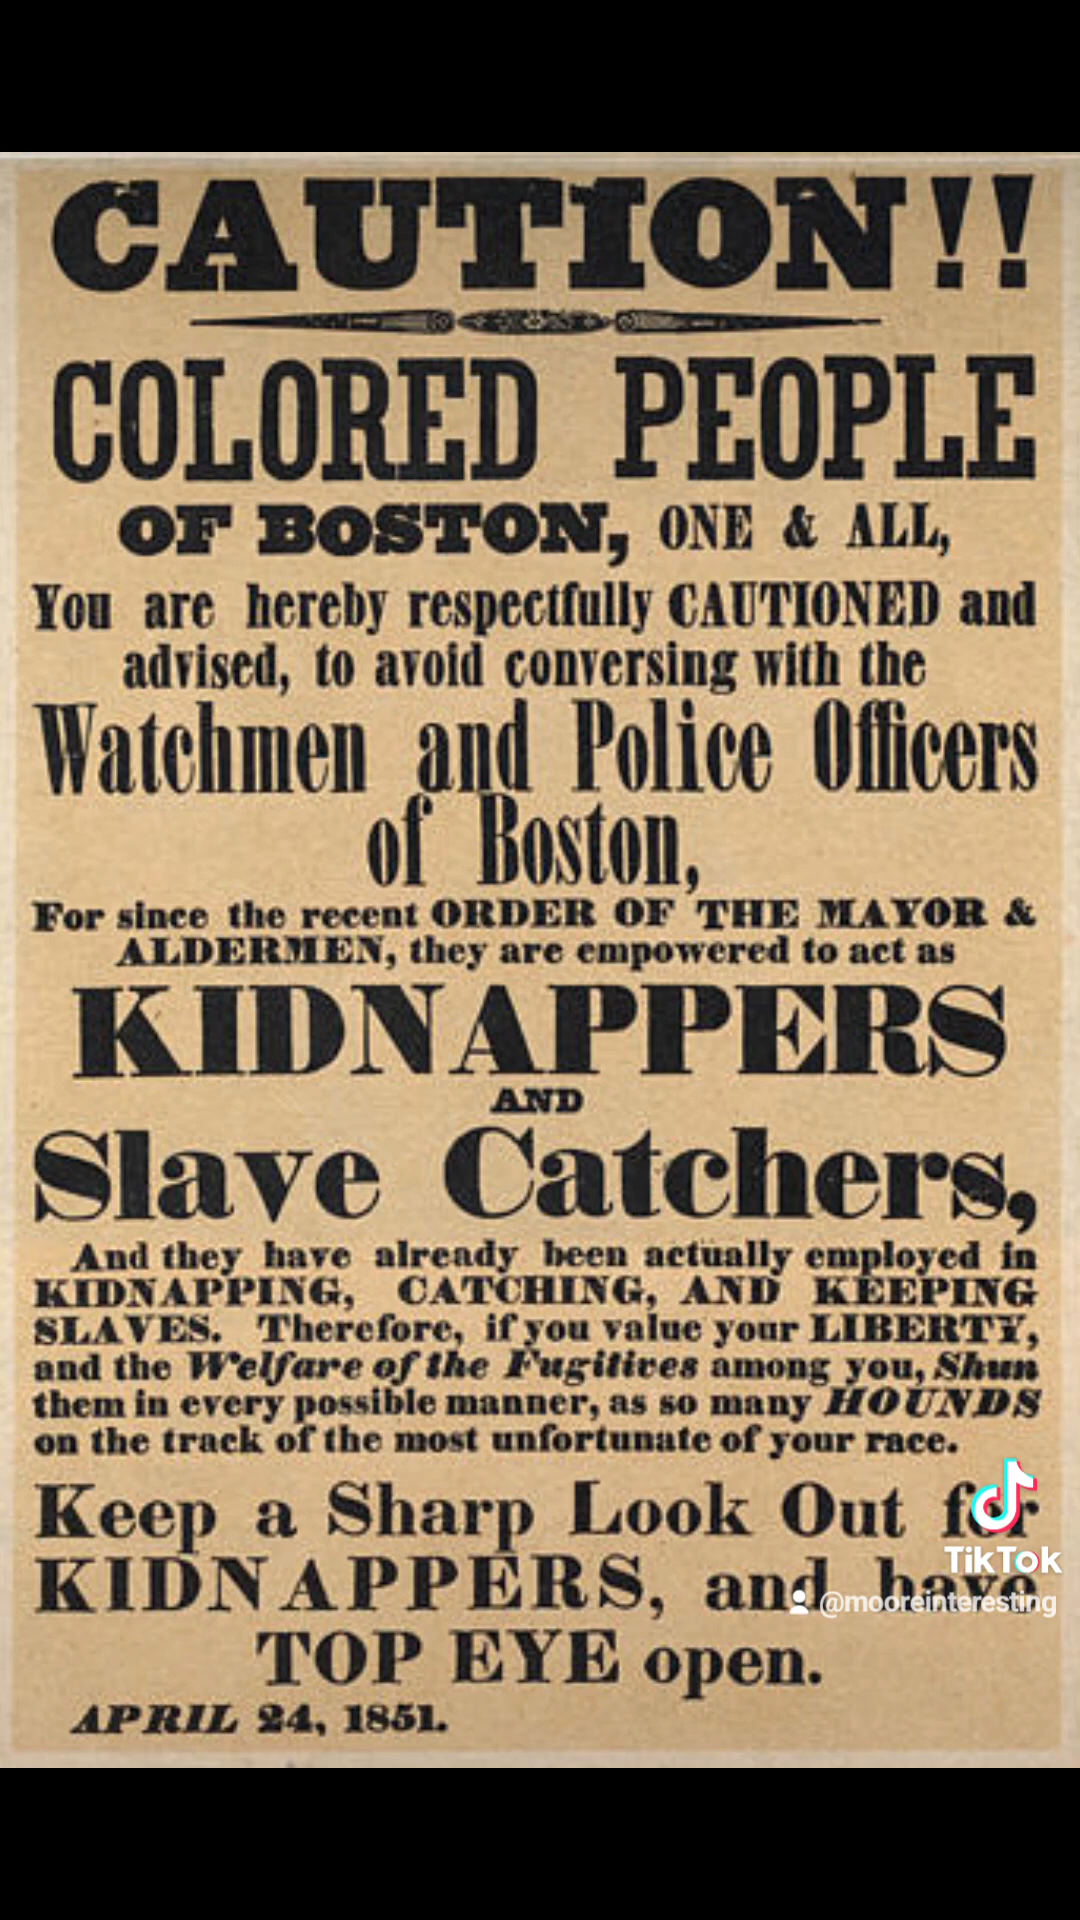 CAUTION!!
COLORED PEOPLE
OF BOSTON, ONE & ALL,
You are hereby respectfully CAUTIONED and
advised, to avoid conversing with the
Watchmen and Police Officers
of Boston,
For since the recent ORDER OF THE MAYOR &
ALDERMEN, they are empowered to act as
KIDNAPPERS
AND
Slave Catchers,
And they have already been actually employed in
KIDNAPPING, CATCHING, AND KEEPING
SLAVES. Therefore, if you value your LIBERTY,
and the Welfare of the Fugitives among you, Shun
them in every possible manner, as so many HOUNDS
on the track of the most unfortunate of your race.
Keep a Sharp Look Out for
KIDNAPPERS, and have
TOP EYE open.
APRIL 24, 1851.
TikTok
@mooreinteresting